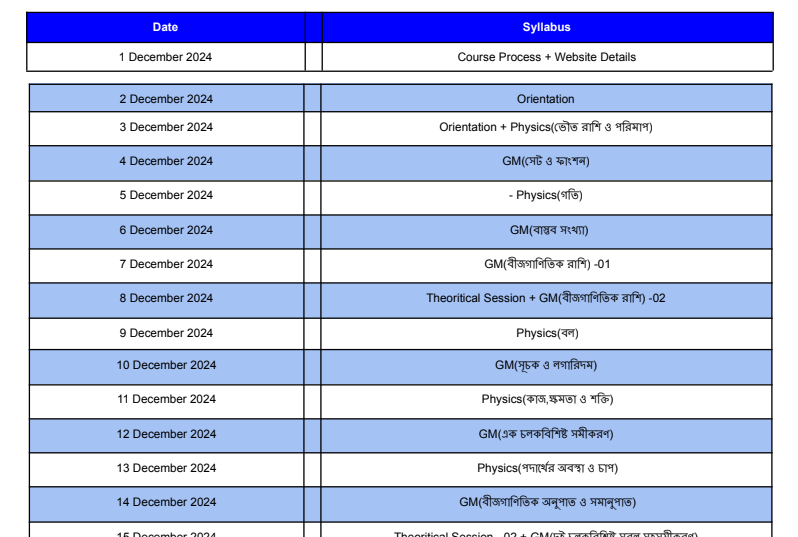 Date Syllabus
1 December 2024 Course Process + Website Details
2 December 2024 Orientation
3 December 2024 Orientation + Physics(ভৌত রাশি ও পরিমাপ)
4 December 2024 GM(সেট ও ফাংশন)
5 December 2024 - Physics(গতি)
6 December 2024 GM(বাস্তব সংখ্যা)
7 December 2024 GM(বীজগাণিতিক রাশি) -01
8 December 2024 Theoritical Session + GM(বীজগাণিতিক রাশি) -02
9 December 2024 Physics(বল)
10 December 2024 GM(সূচক ও লগারিদম)
11 December 2024 Physics(কাজ,ক্ষমতা ও শক্তি)
12 December 2024 GM(এক চলকবিশিষ্ট সমীকরণ)
13 December 2024 Physics(পদার্থের অবস্থা ও চাপ)
14 December 2024 GM(বীজগাণিতিক অনুপাত ও সমানুপাত)
15 December 2024 Theoritical Session - 02 + GM(দুই চলকবিশিষ্ট সরল সহসমীকরণ)